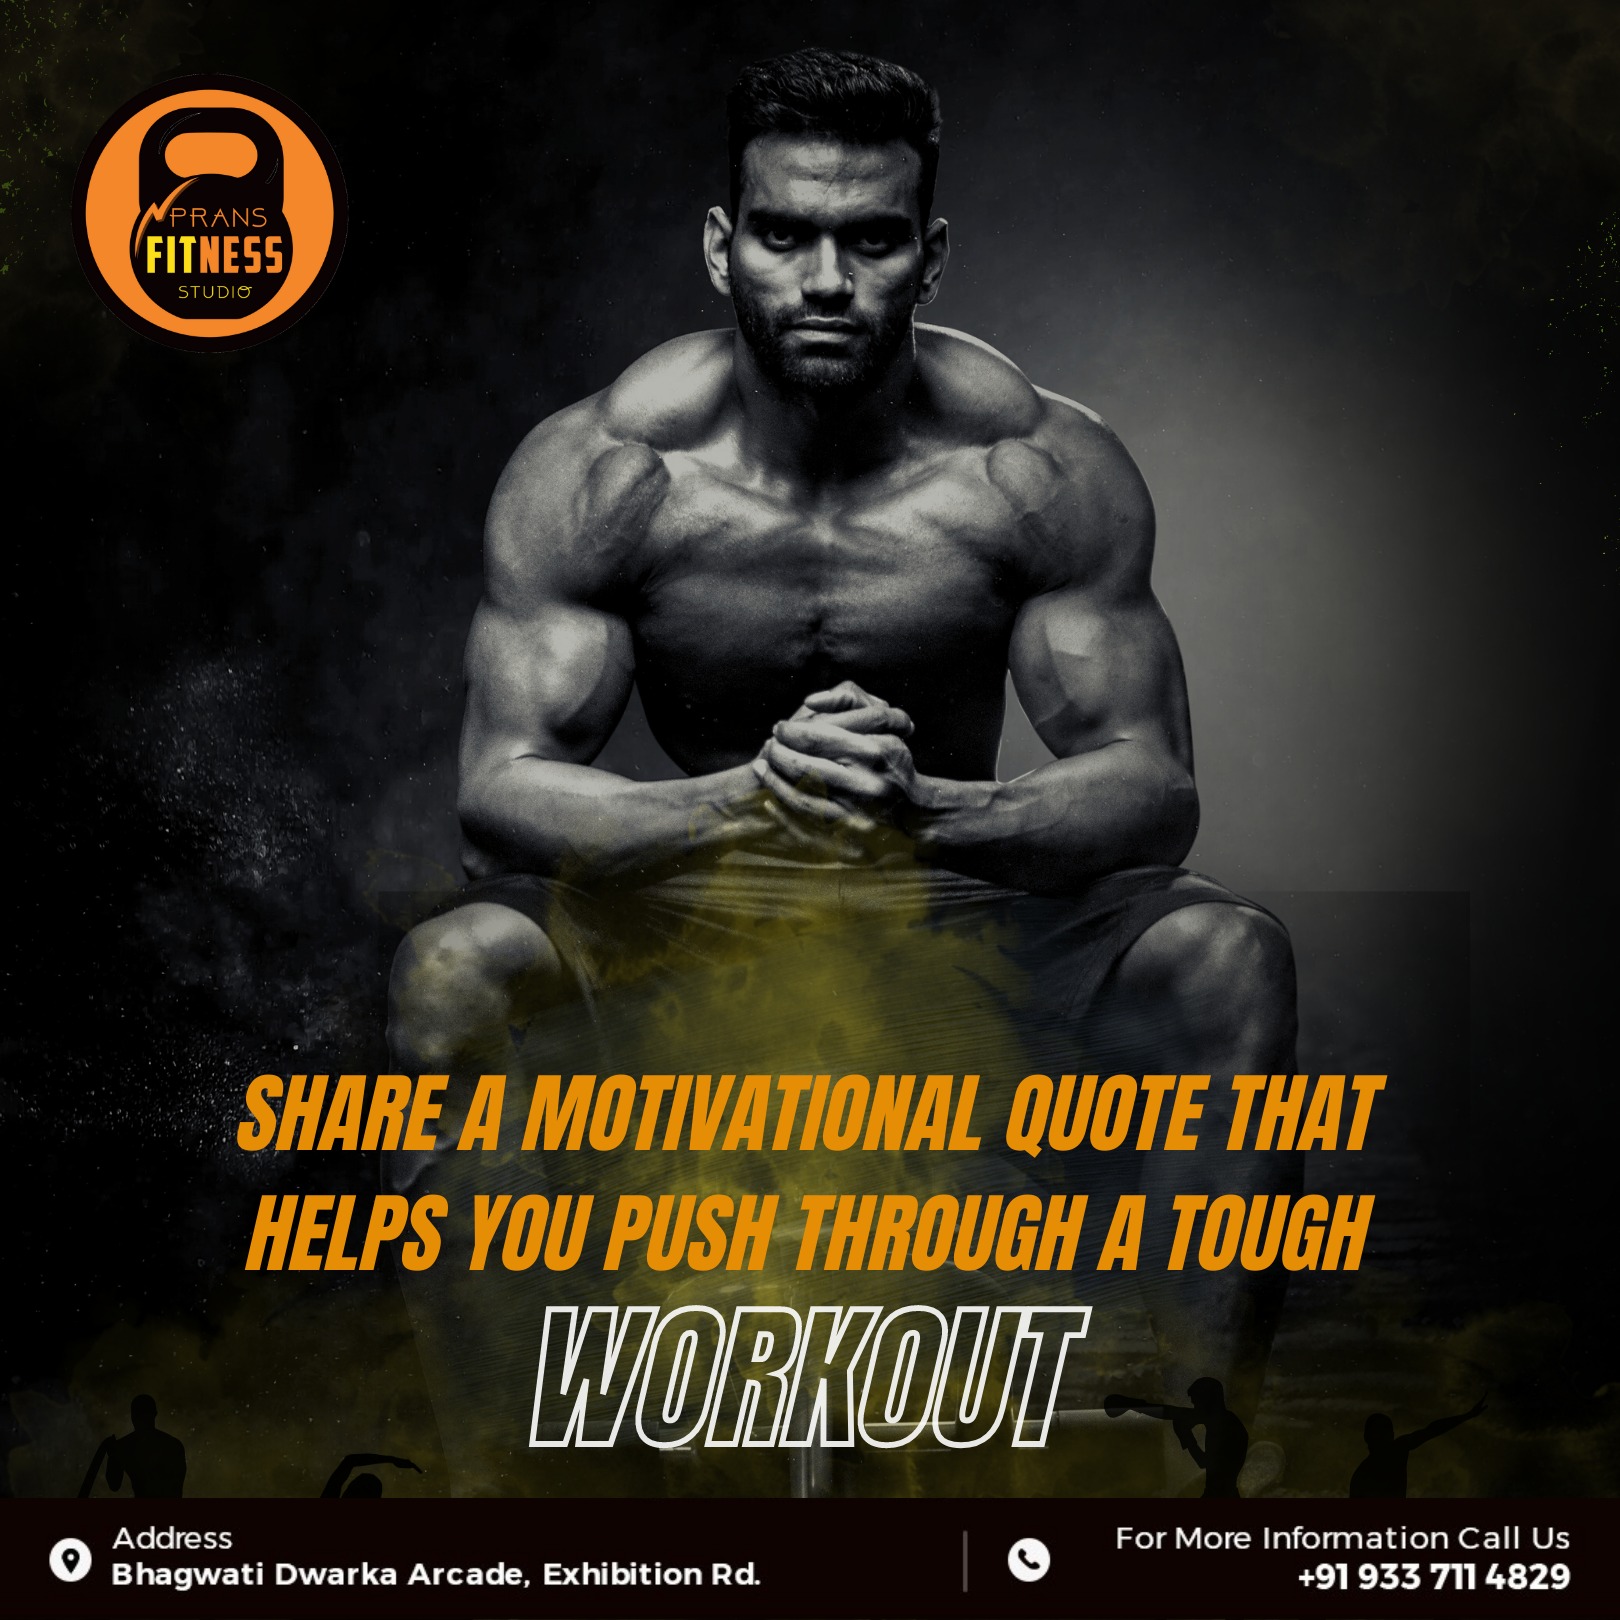 PRANS
FITNESS
STUDIO
SHARE A MOTIVATIONAL QUOTE THAT
HELPS YOU PUSH THROUGH A TOUGH
WORKOUT
Address
Bhagwati Dwarka Arcade, Exhibition Rd.
For More Information Call Us
+91 933 711 4829